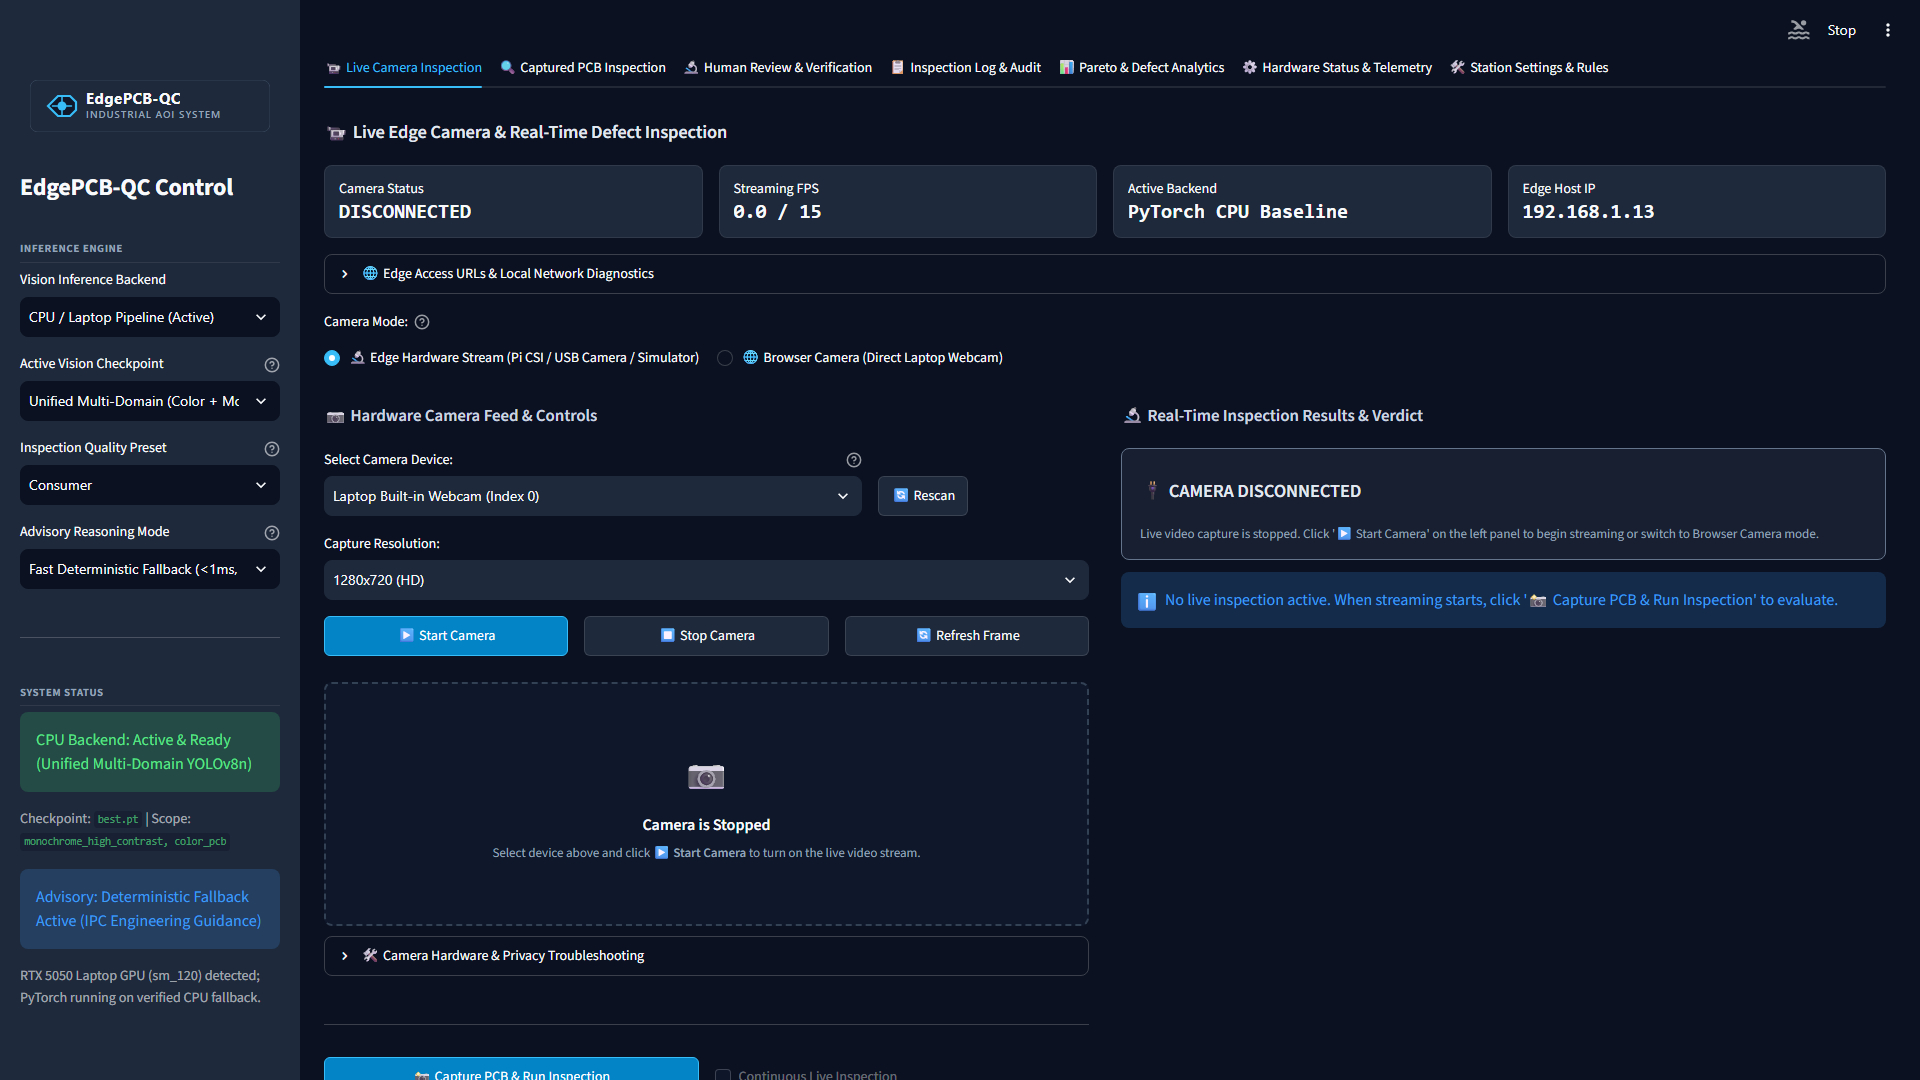 Stop
EdgePCB-QC
INDUSTRIAL AOI SYSTEM
EdgePCB-QC Control
INFERENCE ENGINE
Vision Inference Backend
CPU / Laptop Pipeline (Active)
Active Vision Checkpoint
Unified Multi-Domain (Color + Mc
Inspection Quality Preset
Consumer
Advisory Reasoning Mode
Fast Deterministic Fallback (<1ms,
SYSTEM STATUS
CPU Backend: Active & Ready
(Unified Multi-Domain YOLOv8n)
Checkpoint: best.pt | Scope:
monochrome_high_contrast, color_pcb
Advisory: Deterministic Fallback
Active (IPC Engineering Guidance)
RTX 5050 Laptop GPU (sm_120) detected;
PyTorch running on verified CPU fallback.
Live Camera Inspection Captured PCB Inspection Human Review & Verification Inspection Log & Audit Pareto & Defect Analytics Hardware Status & Telemetry Station Settings & Rules
Live Edge Camera & Real-Time Defect Inspection
Camera Status
DISCONNECTED
Streaming FPS
0.0 / 15
Active Backend
PyTorch CPU Baseline
Edge Host IP
192.168.1.13
Edge Access URLs & Local Network Diagnostics
Camera Mode:
Edge Hardware Stream (Pi CSI / USB Camera / Simulator) Browser Camera (Direct Laptop Webcam)
Hardware Camera Feed & Controls
Select Camera Device:
Laptop Built-in Webcam (Index 0)
Rescan
Capture Resolution:
1280x720 (HD)
Start Camera
Stop Camera
Refresh Frame
Camera is Stopped
Select device above and click Start Camera to turn on the live video stream.
Camera Hardware & Privacy Troubleshooting
Capture PCB & Run Inspection
Continuous Live Inspection
Real-Time Inspection Results & Verdict
CAMERA DISCONNECTED
Live video capture is stopped. Click ' Start Camera' on the left panel to begin streaming or switch to Browser Camera mode.
No live inspection active. When streaming starts, click ' Capture PCB & Run Inspection' to evaluate.